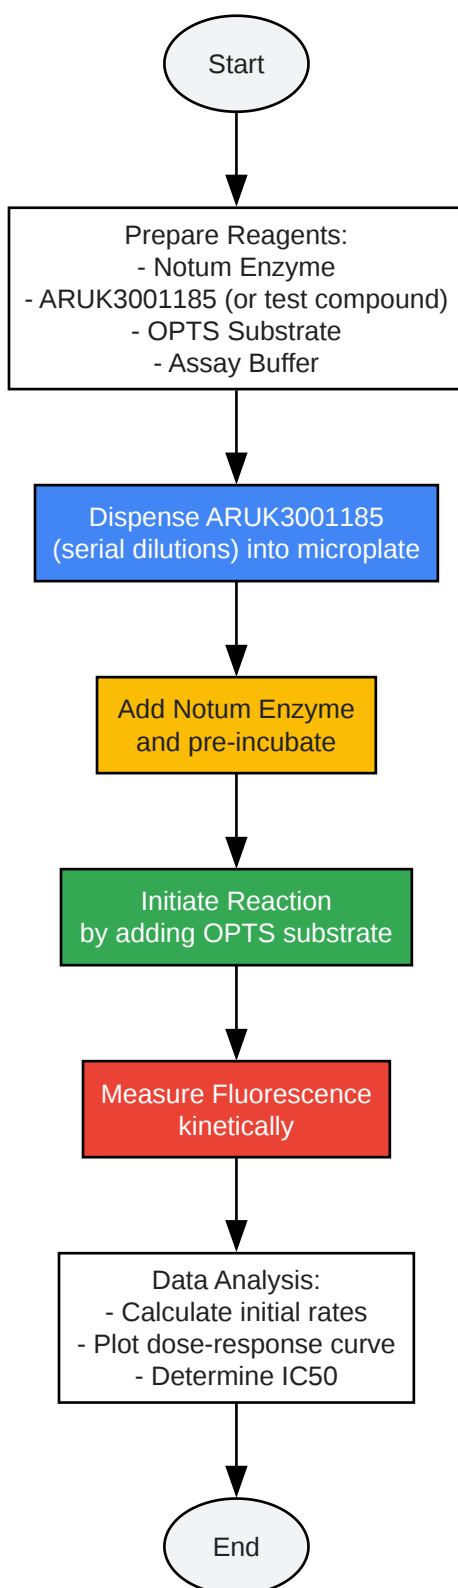 Start
Prepare Reagents:
- Notum Enzyme
- ARUK3001185 (or test compound)
- OPTS Substrate
- Assay Buffer
Dispense ARUK3001185
(serial dilutions) into microplate
Add Notum Enzyme
and pre-incubate
Initiate Reaction
by adding OPTS substrate
Measure Fluorescence
kinetically
Data Analysis:
- Calculate initial rates
- Plot dose-response curve
- Determine IC50
End